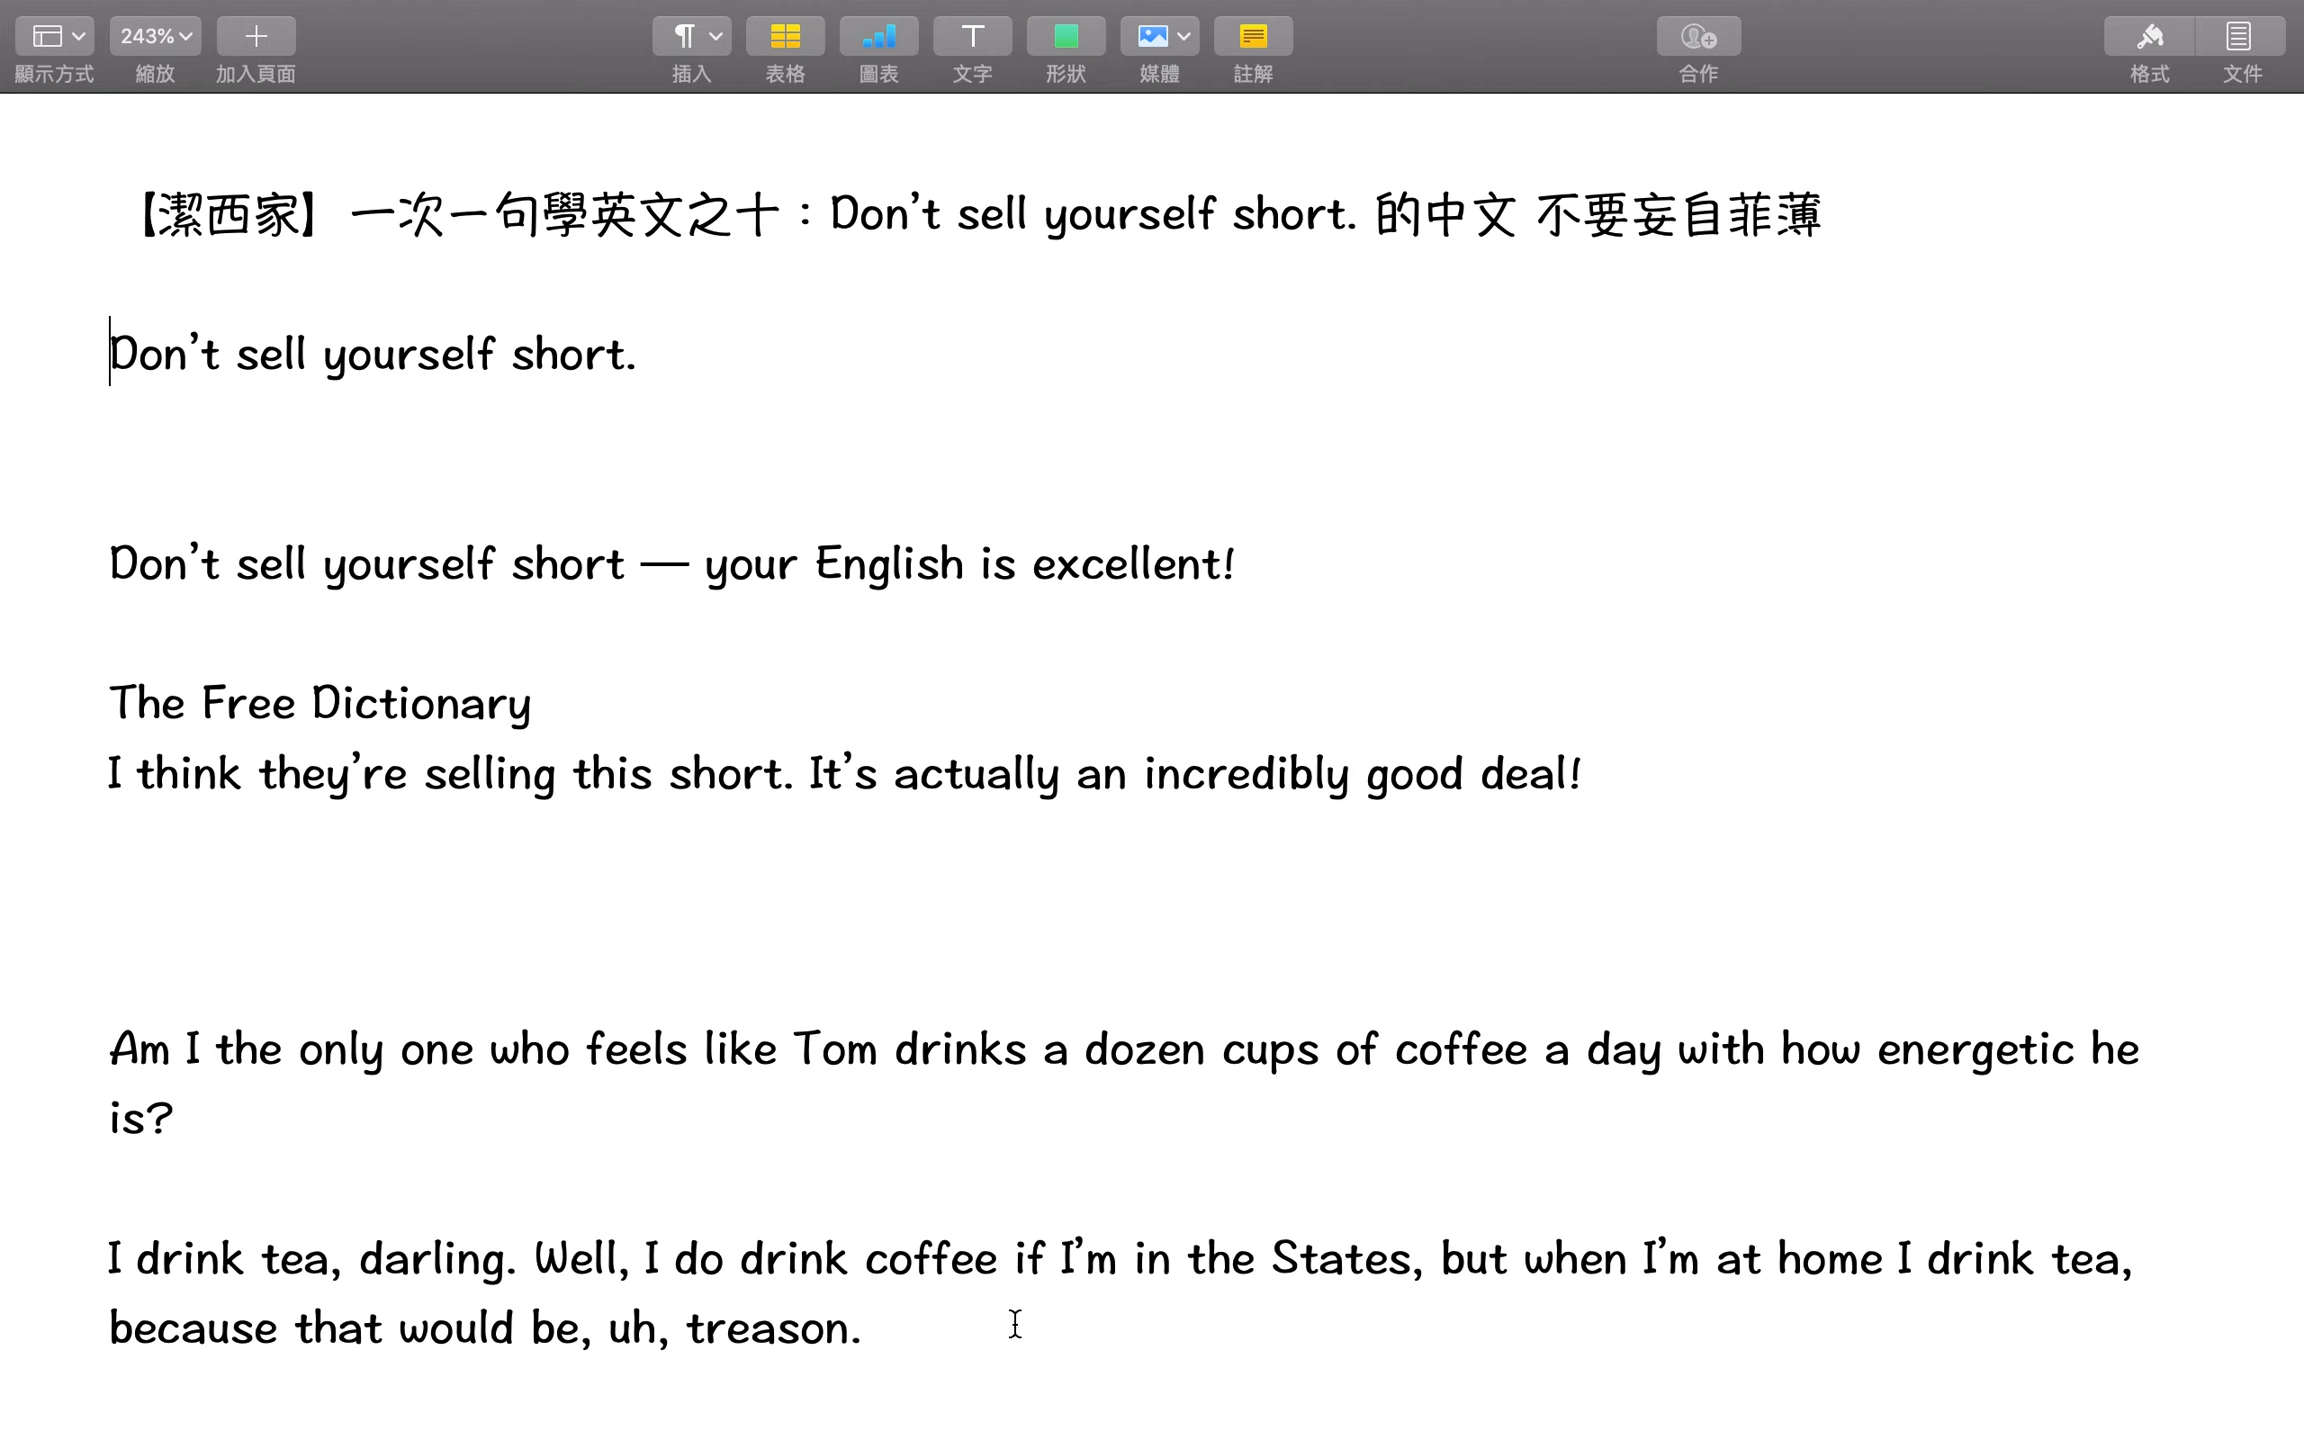 243%
顯示方式 縮放 加入頁面 插入 表格 圖表 文字 形狀 媒體 註解 合作 格式 文件
【潔西家】 一次一句學英文之十：Don't sell yourself short. 的中文 不要妄自菲薄
Don't sell yourself short.
Don't sell yourself short — your English is excellent!
The Free Dictionary
I think they're selling this short. It's actually an incredibly good deal!
Am I the only one who feels like Tom drinks a dozen cups of coffee a day with how energetic he
is?
I drink tea, darling. Well, I do drink coffee if I'm in the States, but when I'm at home I drink tea,
because that would be, uh, treason.